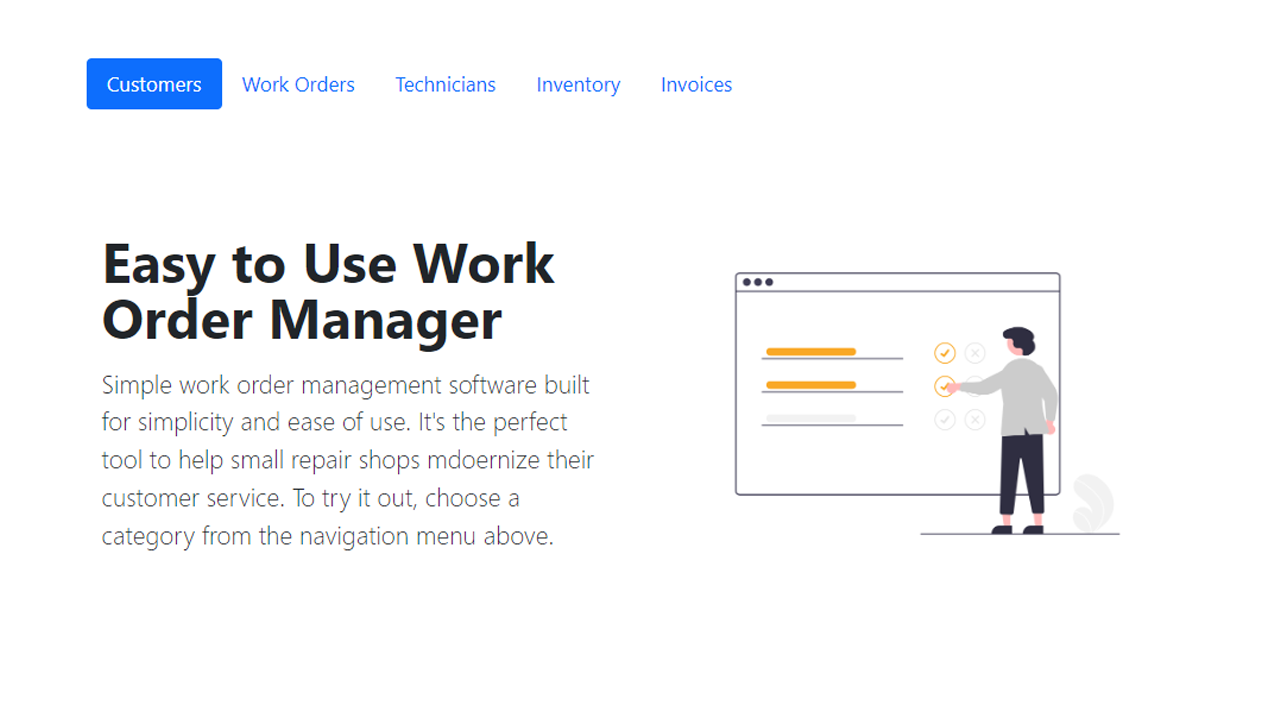 Customers Work Orders Technicians Inventory Invoices
Easy to Use Work
Order Manager
Simple work order management software built
for simplicity and ease of use. It's the perfect
tool to help small repair shops mdoernize their
customer service. To try it out, choose a
category from the navigation menu above.